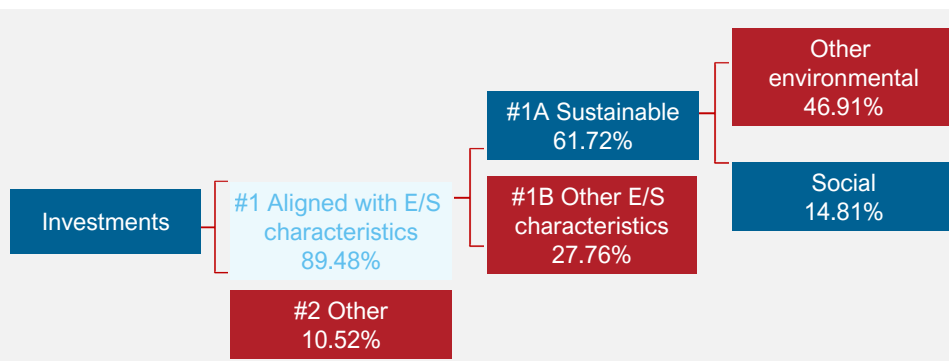 Investments
#1 Aligned with E/S
characteristics
89.48%
#2 Other
10.52%
#1A Sustainable
61.72%
#1B Other E/S
characteristics
27.76%
Other
environmental
46.91%
Social
14.81%